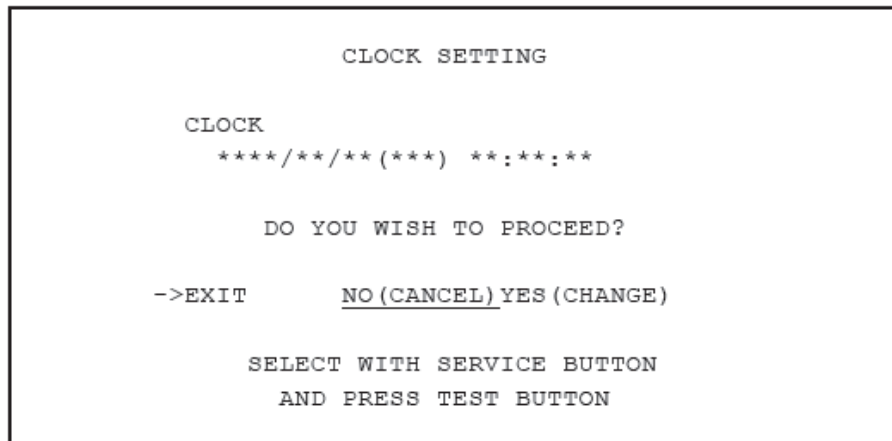 CLOCK SETTING
CLOCK
****/**/**(***) **:**:**
DO YOU WISH TO PROCEED?
->EXIT NO(CANCEL) YES(CHANGE)
SELECT WITH SERVICE BUTTON
AND PRESS TEST BUTTON